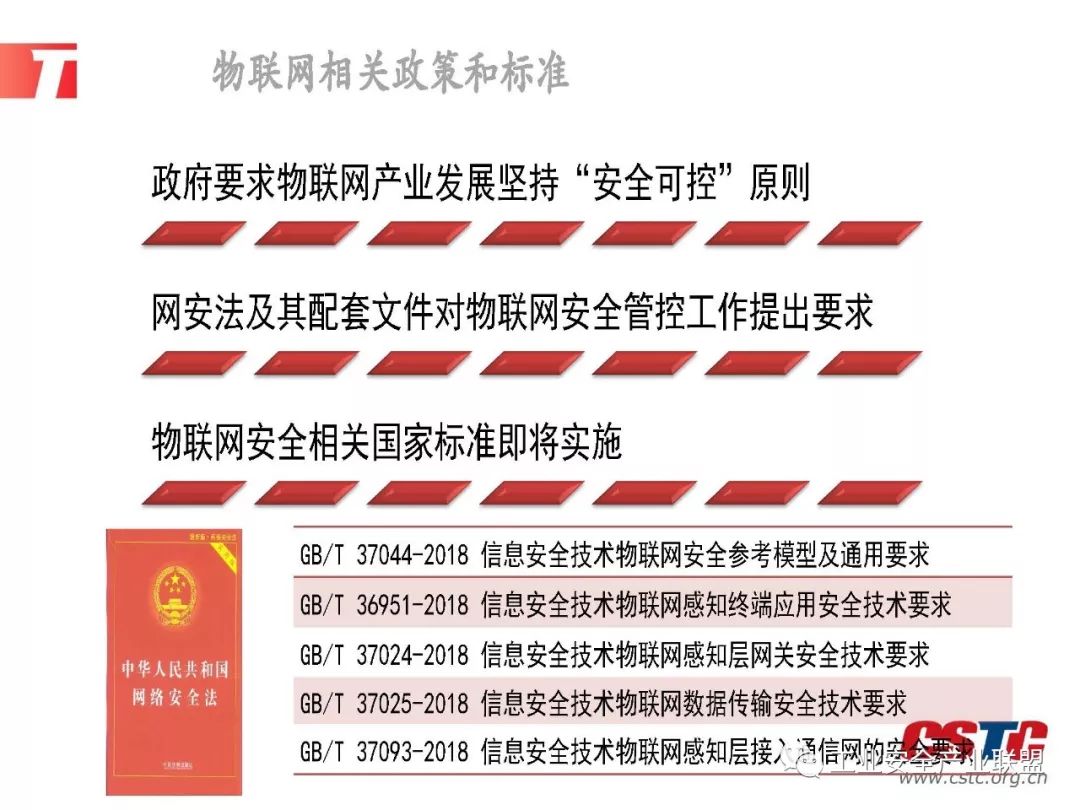 T
物联网相关政策和标准
政府要求物联网产业发展坚持“安全可控”原则
网安法及其配套文件对物联网安全管控工作提出要求
物联网安全相关国家标准即将实施
GB/T 37044-2018 信息安全技术物联网安全参考模型及通用要求
GB/T 36951-2018 信息安全技术物联网感知终端应用安全技术要求
GB/T 37024-2018 信息安全技术物联网感知层网关安全技术要求
GB/T 37025-2018 信息安全技术物联网数据传输安全技术要求
GB/T 37093-2018 信息安全技术物联网感知层接入通信网的安全要求
中华人民共和国
网络安全法
CSTC
工业安全产业联盟
www.cstc.org.cn